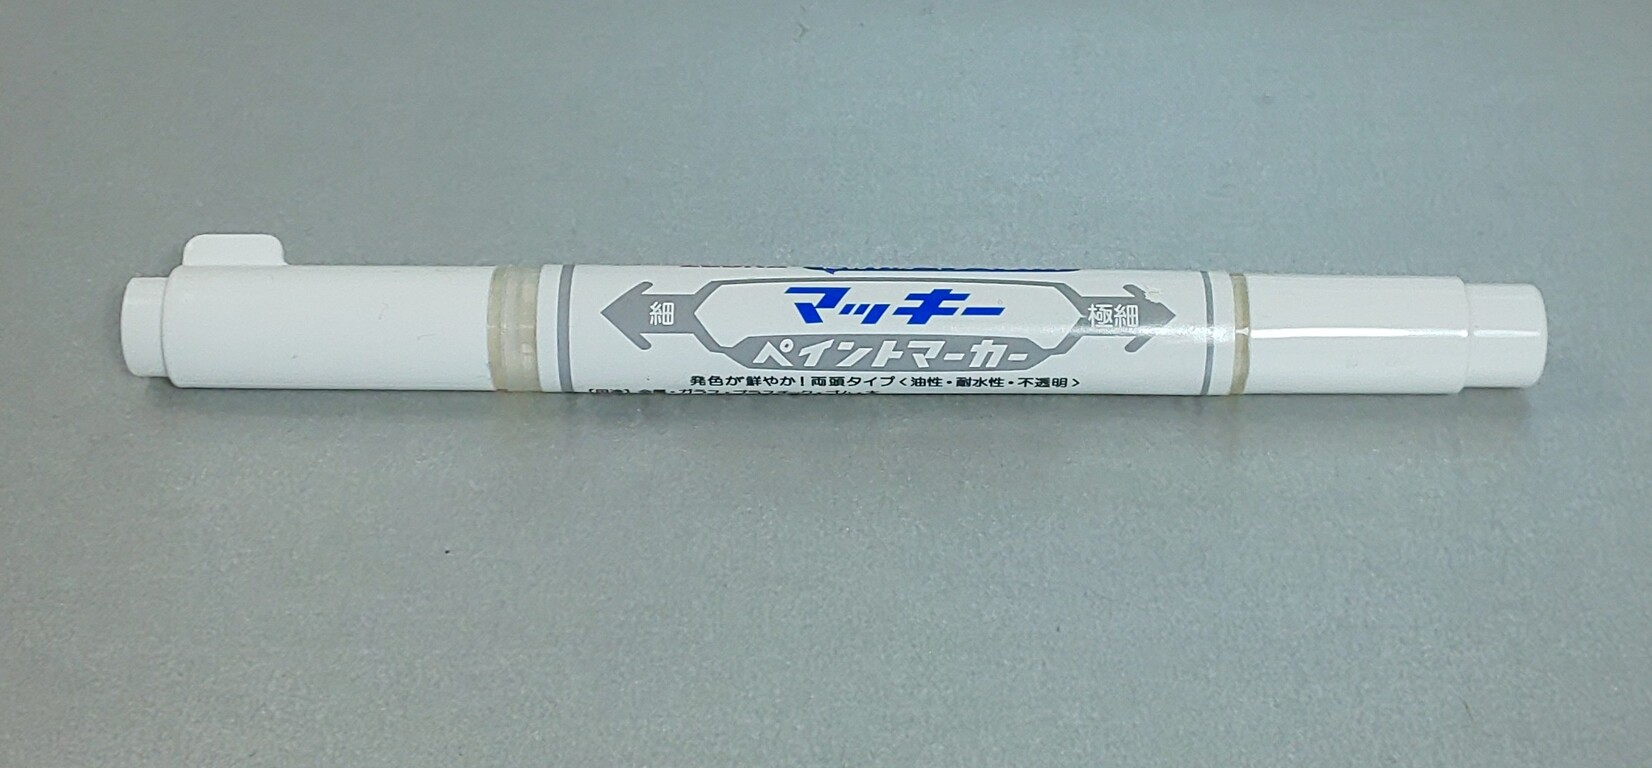 細
マッキー
極細
ペイントマーカー
発色が鮮やか！両頭タイプ＜油性・耐水性・不透明＞